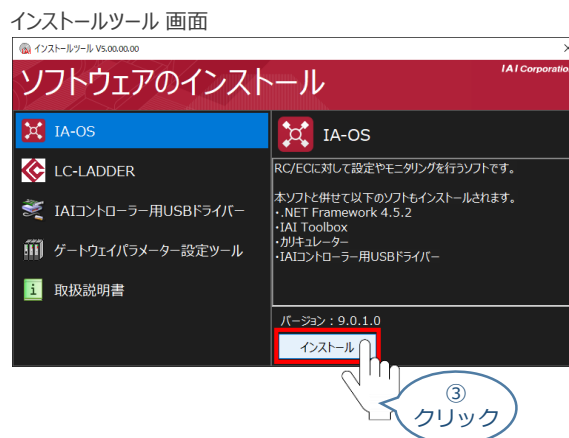 インストールツール 画面
インストールツール V5.00.00.00
ソフトウェアのインストール
IAI Corporation
IA-OS
LC-LADDER
IAIコントローラー用USBドライバー
ゲートウェイパラメーター設定ツール
取扱説明書
IA-OS
RC/ECに対して設定やモニタリングを行うソフトです。
本ソフトと併せて以下のソフトもインストールされます。
・.NET Framework 4.5.2
・IAI Toolbox
・カリキュレーター
・IAIコントローラー用USBドライバー
バージョン：9.0.1.0
インストール
③
クリック